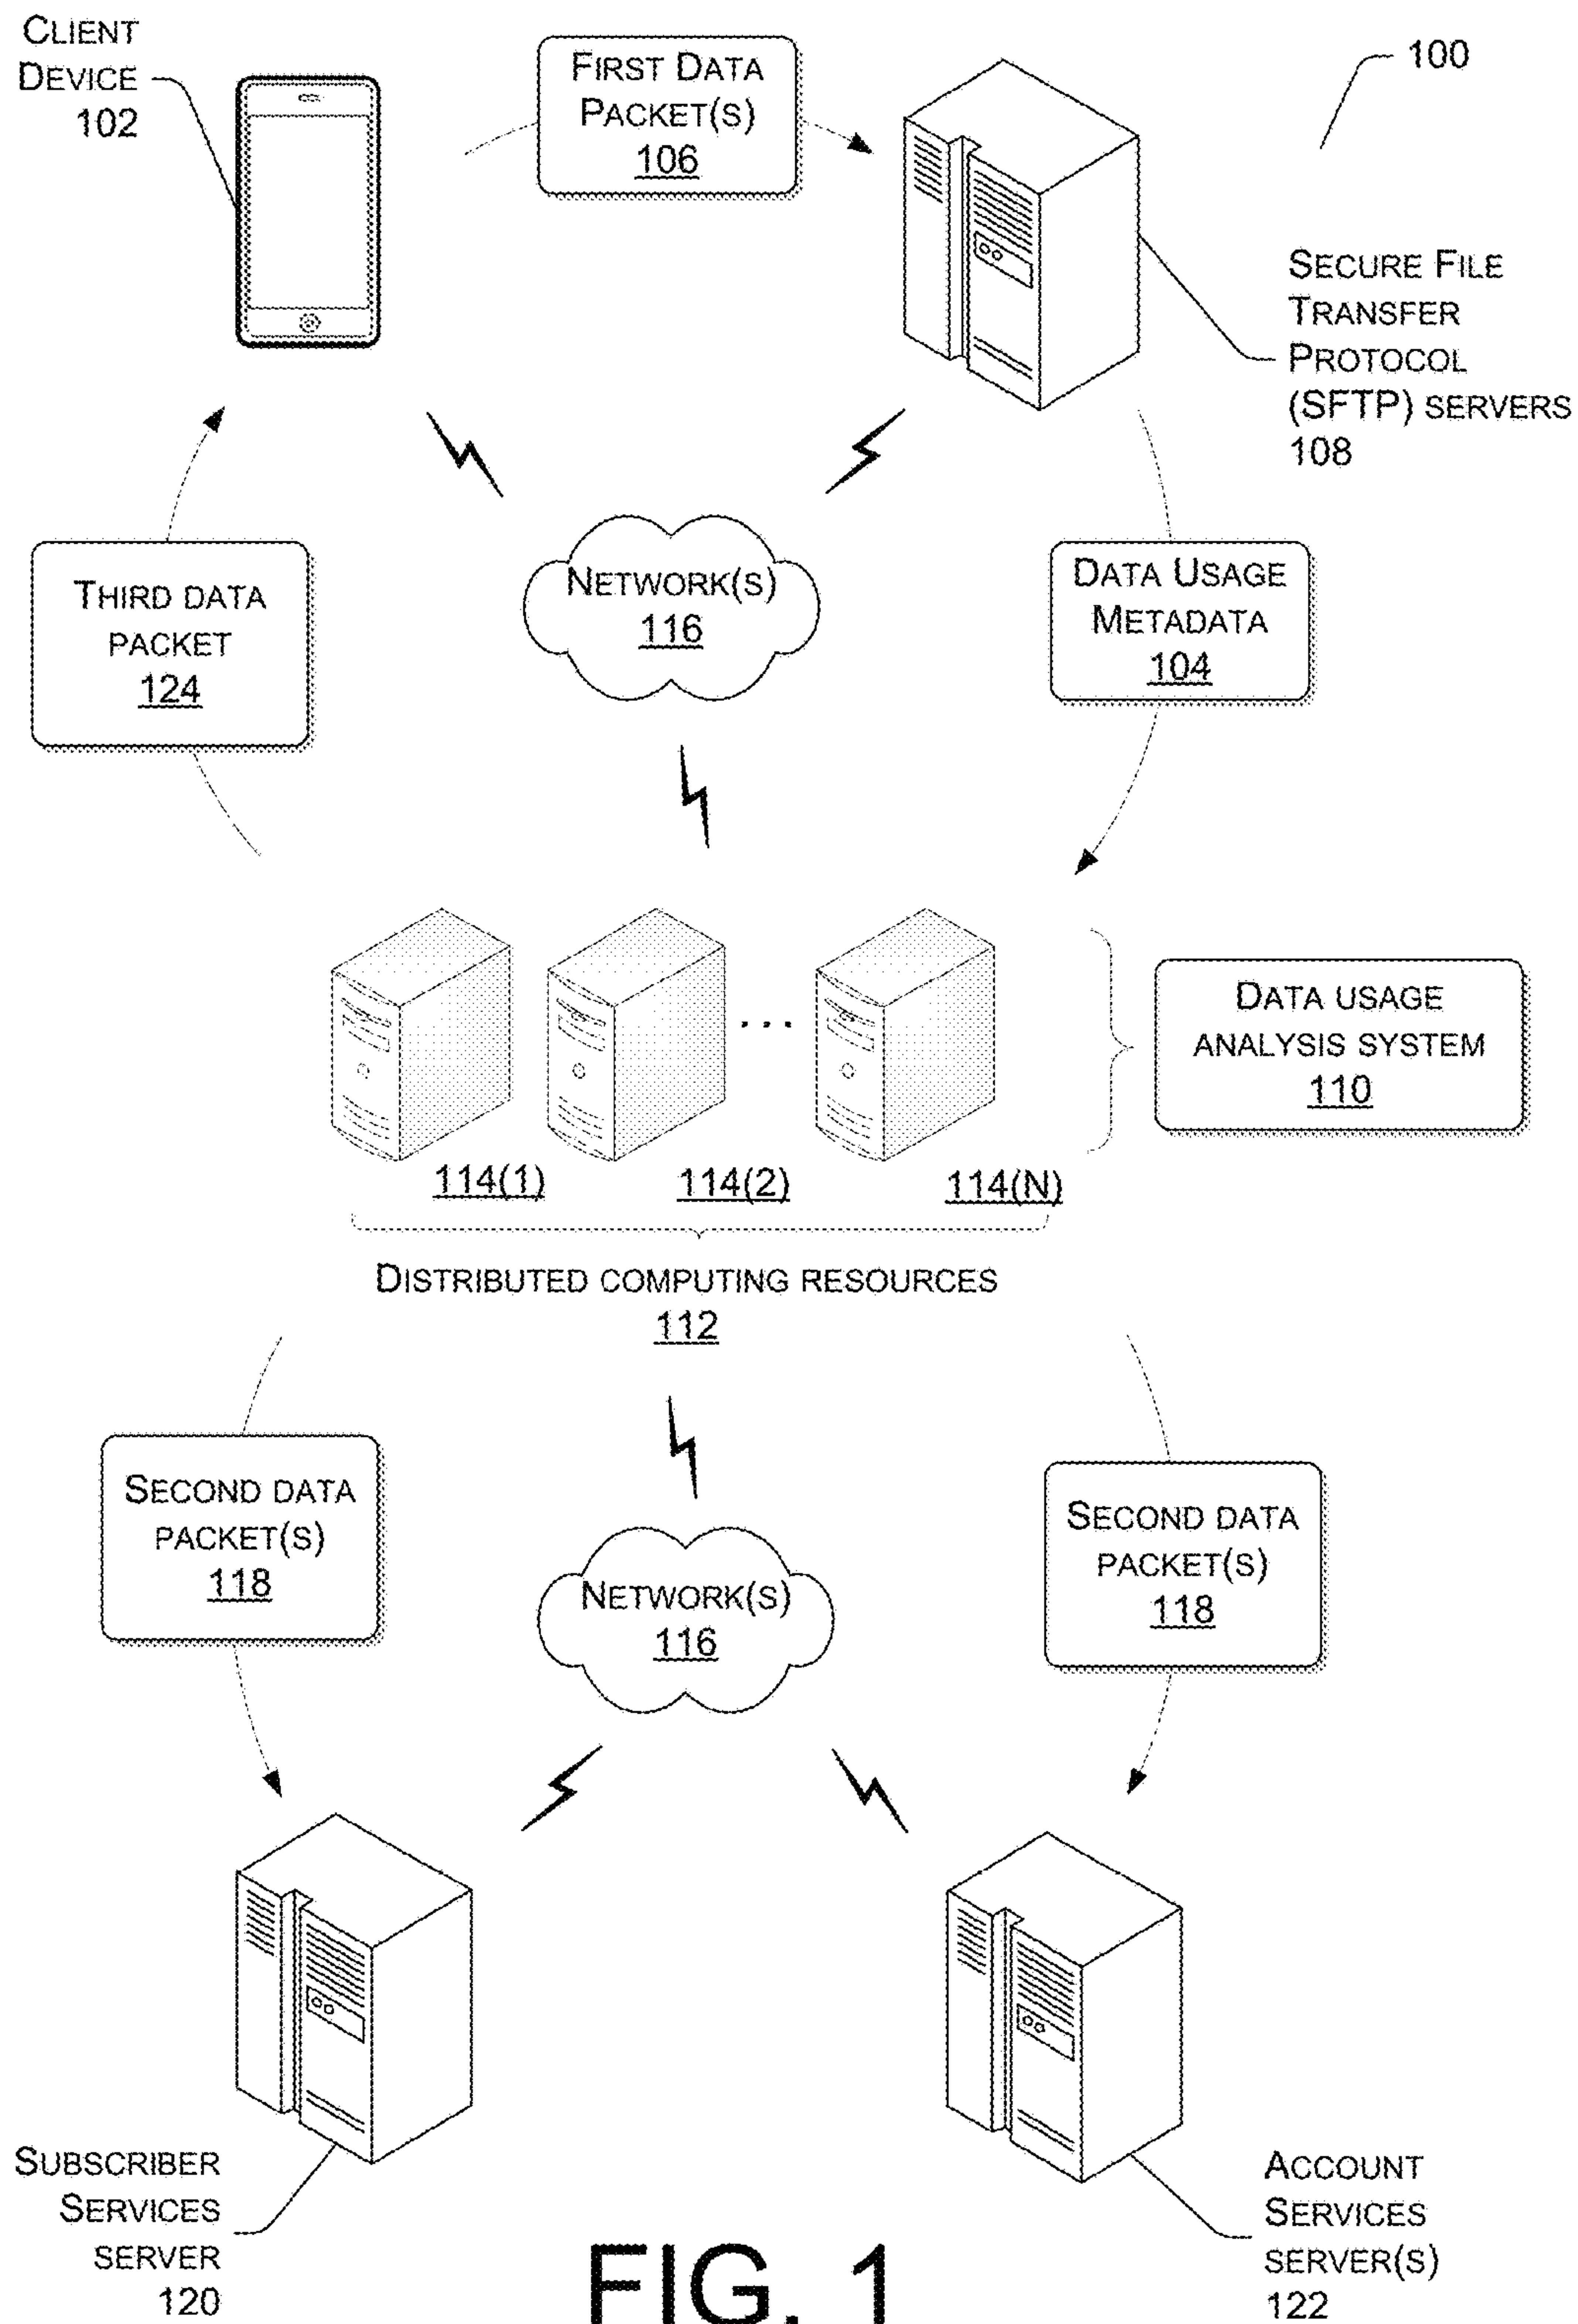 CLIENT
DEVICE
102
FIRST DATA
PACKET(S)
106
100
SECURE FILE
TRANSFER
PROTOCOL
(SFTP) SERVERS
108
THIRD DATA
PACKET
124
NETWORK(S)
116
DATA USAGE
METADATA
104
DATA USAGE
ANALYSIS SYSTEM
110
...
114(1)
114(2)
114(N)
DISTRIBUTED COMPUTING RESOURCES
112
SECOND DATA
PACKET(S)
118
NETWORK(S)
116
SECOND DATA
PACKET(S)
118
SUBSCRIBER
SERVICES
SERVER
120
ACCOUNT
SERVICES
SERVER(S)
122
FIG. 1